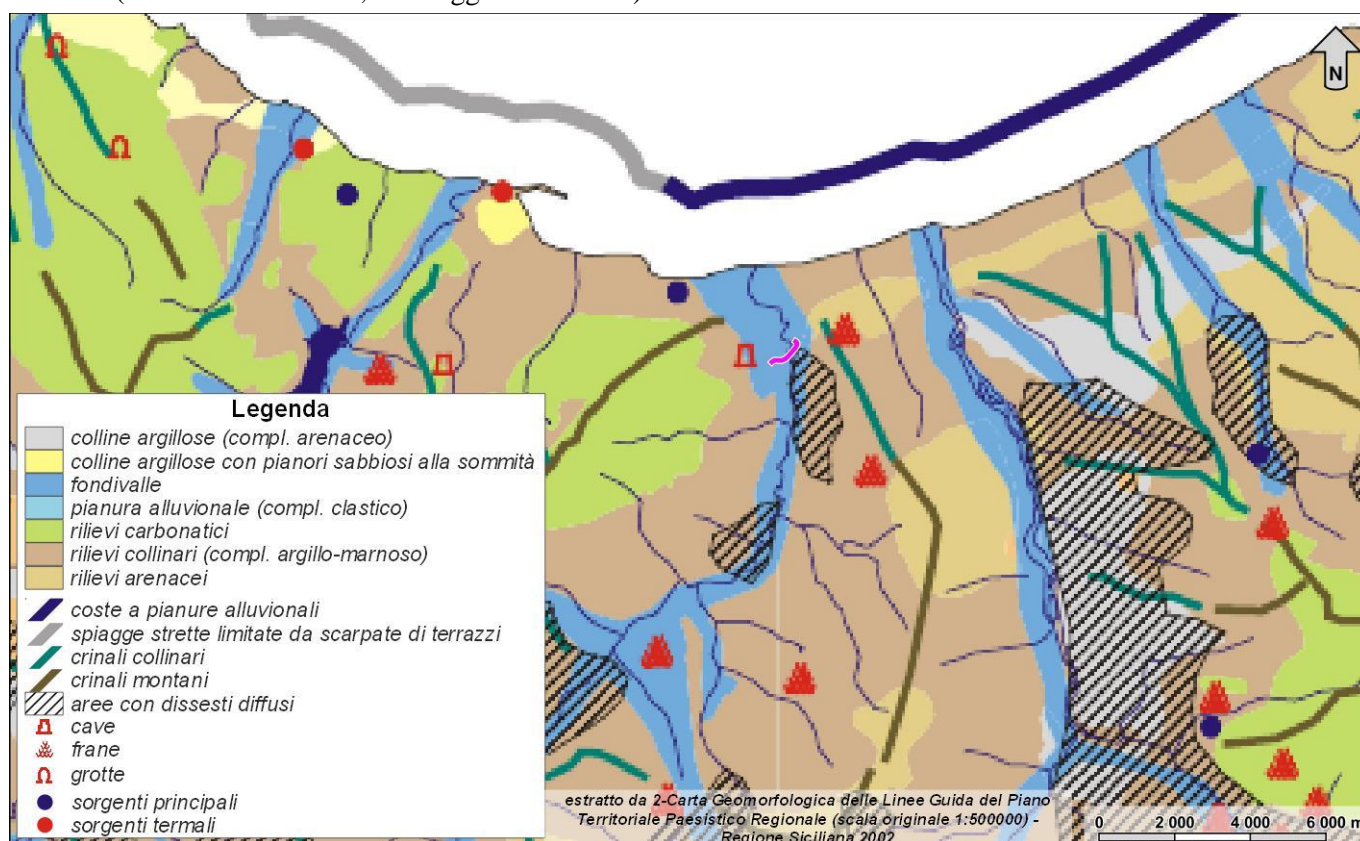 N
Legenda
colline argillose (compl. arenaceo)
colline argillose con pianori sabbiosi alla sommità
fondivalle
pianura alluvionale (compl. clastico)
rilievi carbonatici
rilievi collinari (compl. argillo-marnoso)
rilievi arenacei
coste a pianure alluvionali
spiagge strette limitate da scarpate di terrazzi
crinali collinari
crinali montani
aree con dissesti diffusi
cave
frane
grotte
sorgenti principali
sorgenti termali
estratto da 2-Carta Geomorfologica delle Linee Guida del Piano
Territoriale Paesistico Regionale (scala originale 1:500000) -
Regione Siciliana 2002
0 2 000 4 000 6 000 m